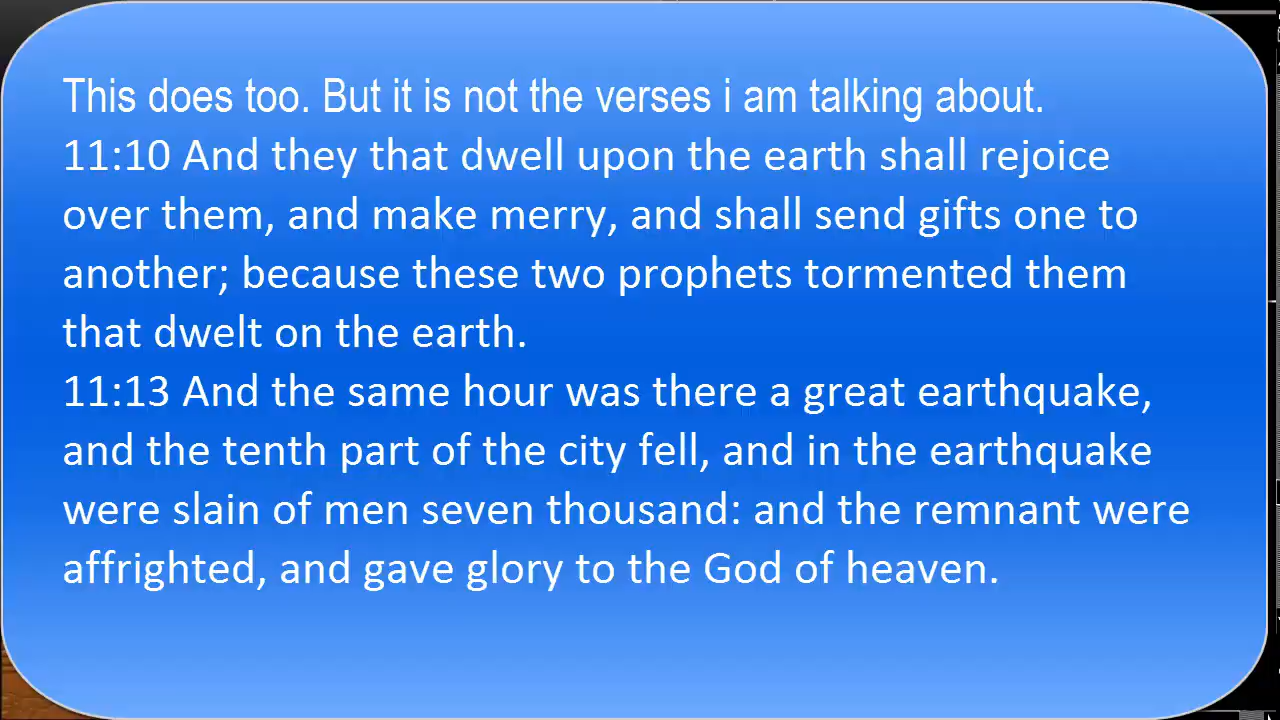 This does too. But it is not the verses i am talking about.
11:10 And they that dwell upon the earth shall rejoice
over them, and make merry, and shall send gifts one to
another; because these two prophets tormented them
that dwelt on the earth.
11:13 And the same hour was there a great earthquake,
and the tenth part of the city fell, and in the earthquake
were slain of men seven thousand: and the remnant were
affrighted, and gave glory to the God of heaven.